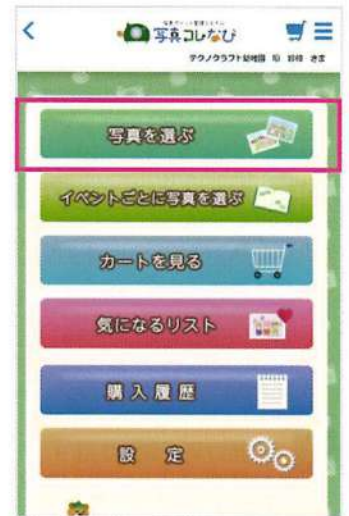 写真コレなび
テクノクラフト幼稚園
さま
写真を選ぶ
イベントごとに写真を選ぶ
カートを見る
気になるリスト
購入履歴
設定